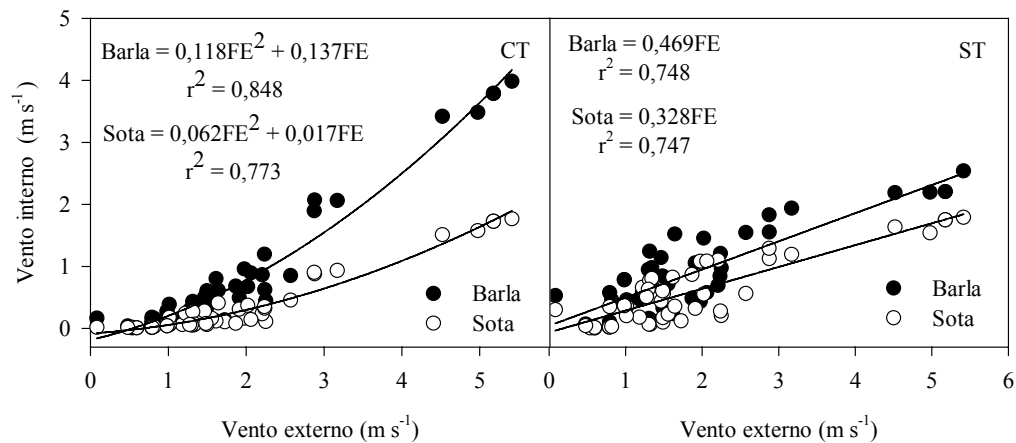 Vento interno (m s⁻¹)
5
4
3
2
1
0
Barla = 0,118FE² + 0,137FE
r² = 0,848
Sota = 0,062FE² + 0,017FE
r² = 0,773
CT
Barla
Sota
0 1 2 3 4 5
Vento externo (m s⁻¹)
Barla = 0,469FE
r² = 0,748
Sota = 0,328FE
r² = 0,747
ST
Barla
Sota
0 1 2 3 4 5 6
Vento externo (m s⁻¹)